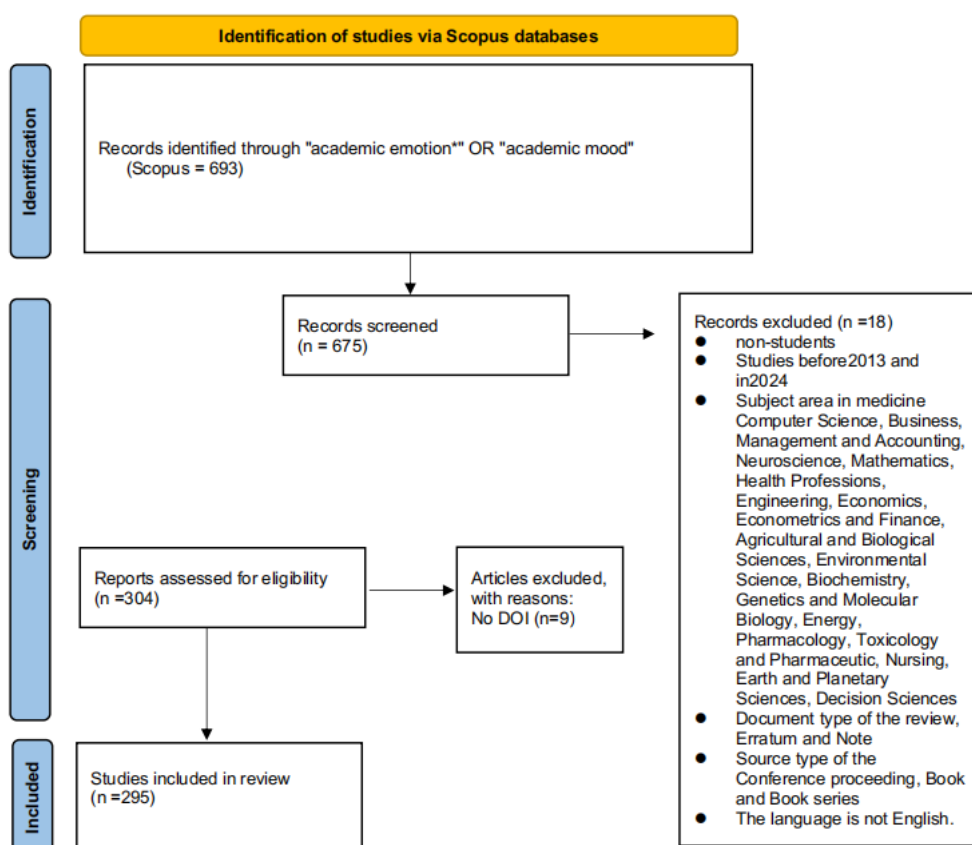 Identification of studies via Scopus databases
Identification
Records identified through "academic emotion*" OR "academic mood"
(Scopus = 693)
Screening
Records screened
(n = 675)
Records excluded (n =18)
● non-students
● Studies before2013 and
in2024
● Subject area in medicine
Computer Science, Business,
Management and Accounting,
Neuroscience, Mathematics,
Health Professions,
Engineering, Economics,
Econometrics and Finance,
Agricultural and Biological
Sciences, Environmental
Science, Biochemistry,
Genetics and Molecular
Biology, Energy,
Pharmacology, Toxicology
and Pharmaceutic, Nursing,
Earth and Planetary
Sciences, Decision Sciences
● Document type of the review,
Erratum and Note
● Source type of the
Conference proceeding, Book
and Book series
● The language is not English.
Reports assessed for eligibility
(n =304)
Articles excluded,
with reasons:
No DOI (n=9)
Included
Studies included in review
(n =295)